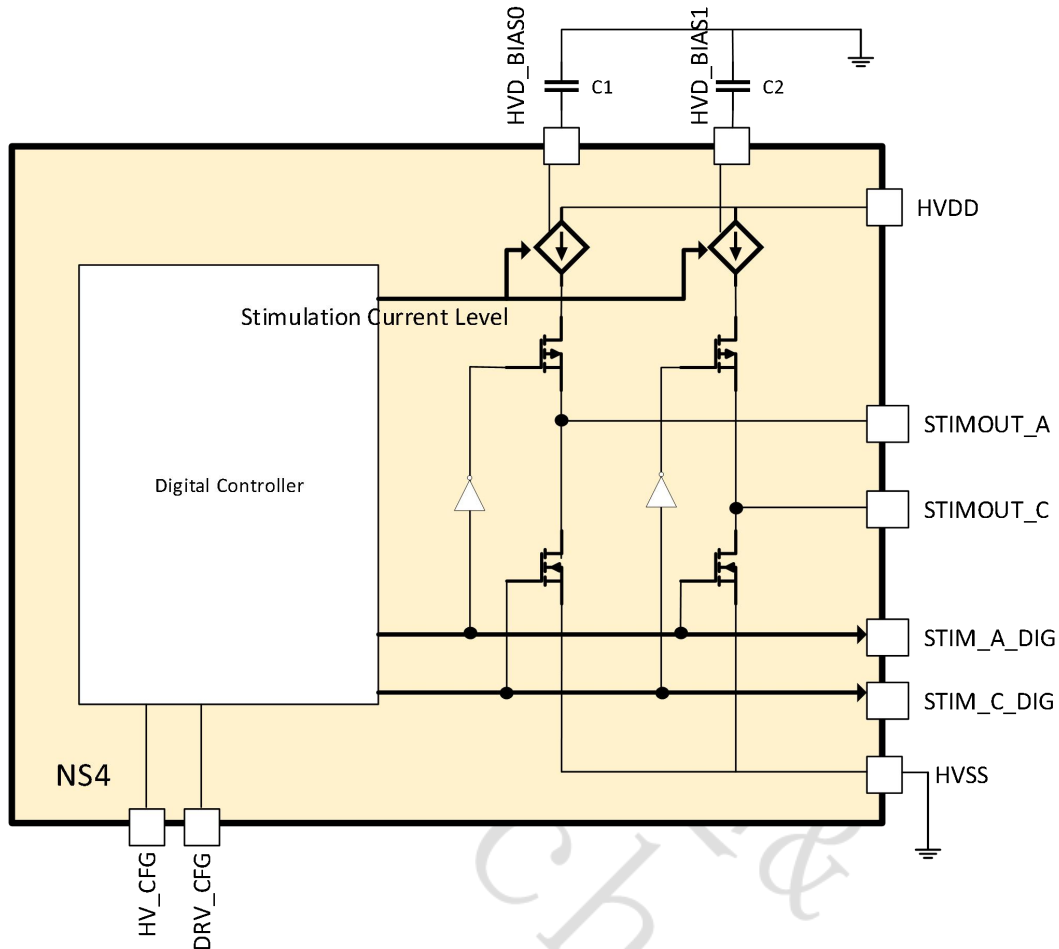 HVD_BIAS0
HVD_BIAS1
C1
C2
HVDD
Stimulation Current Level
STIMOUT_A
Digital Controller
STIMOUT_C
STIM_A_DIG
STIM_C_DIG
NS4
HVSS
HV_CFG
DRV_CFG
&